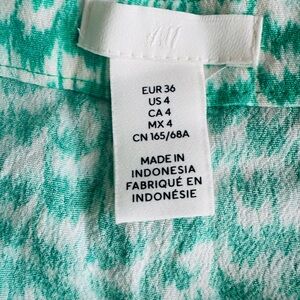 H&M
EUR 36
US 4
CA 4
MX 4
CN 165/68A
MADE IN
INDONESIA
FABRIQUÉ EN
INDONÉSIE